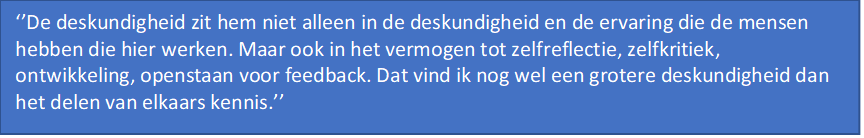 ‘’De deskundigheid zit hem niet alleen in de deskundigheid en de ervaring die de mensen
hebben die hier werken. Maar ook in het vermogen tot zelfreflectie, zelfkritiek,
ontwikkeling, openstaan voor feedback. Dat vind ik nog wel een grotere deskundigheid dan
het delen van elkaars kennis.’’